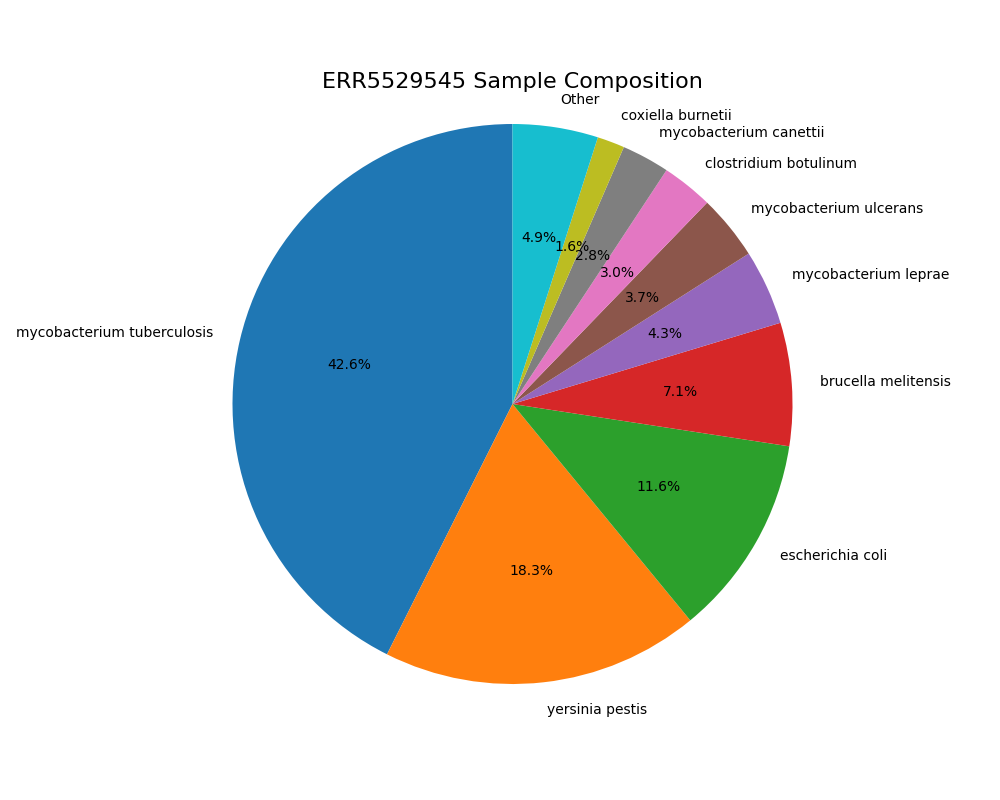 ERR5529545 Sample Composition
Other
coxiella burnetii
mycobacterium canettii
clostridium botulinum
mycobacterium ulcerans
mycobacterium leprae
brucella melitensis
escherichia coli
yersinia pestis
mycobacterium tuberculosis
4.9%
1.6%
2.8%
3.0%
3.7%
4.3%
7.1%
11.6%
18.3%
42.6%